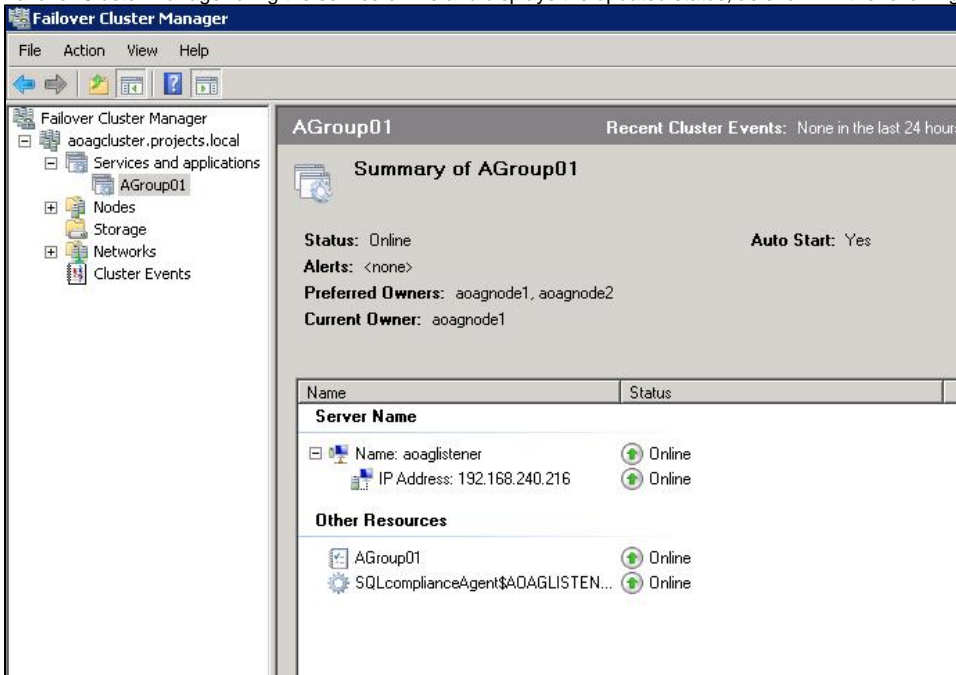 Failover Cluster Manager
File Action View Help
Failover Cluster Manager
aoagcluster.projects.local
Services and applications
AGroup01
Nodes
Storage
Networks
Cluster Events
AGroup01 Recent Cluster Events: None in the last 24 hours
Summary of AGroup01
Status: Online Auto Start: Yes
Alerts: <none>
Preferred Owners: aoagnode1, aoagnode2
Current Owner: aoagnode1
Name Status
Server Name
Name: aoaglistener Online
IP Address: 192.168.240.216 Online
Other Resources
AGroup01 Online
SQLcomplianceAgent$AOAGLISTEN... Online